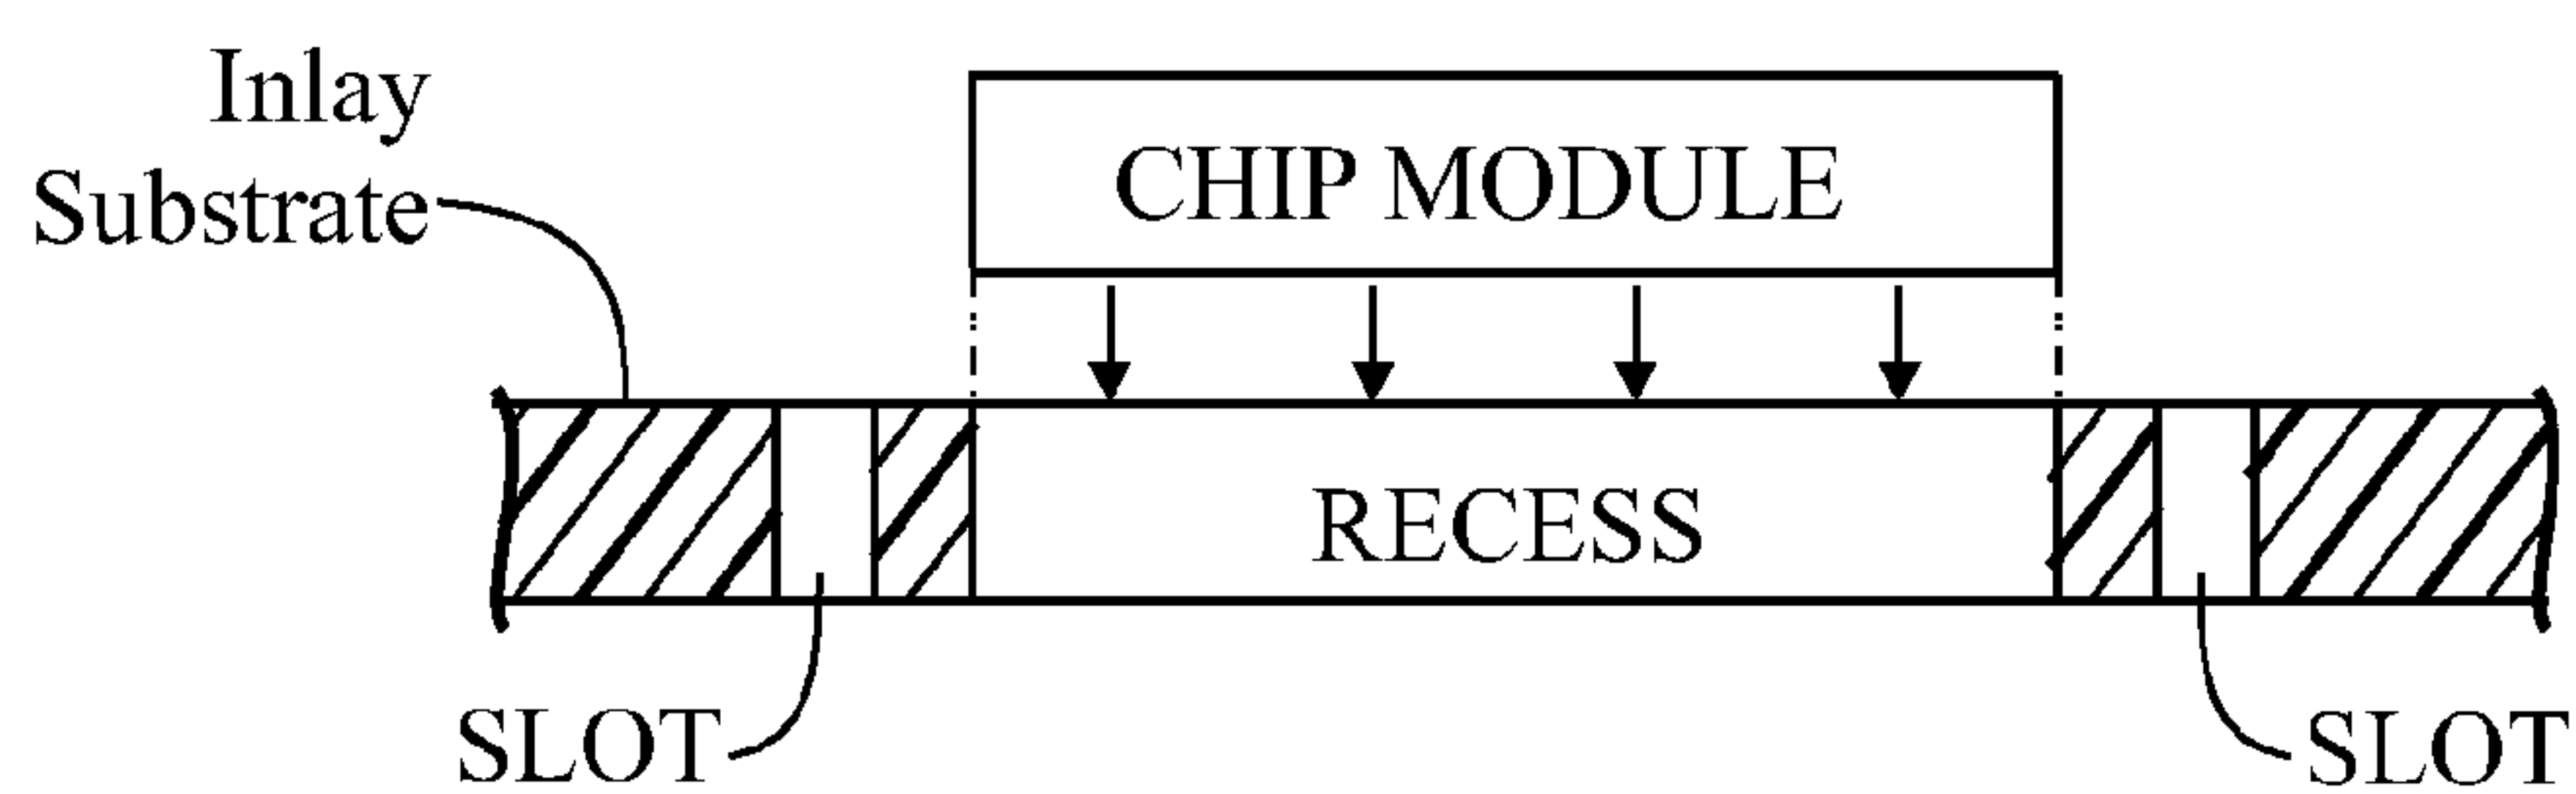 Inlay
Substrate
CHIP MODULE
RECESS
SLOT
SLOT